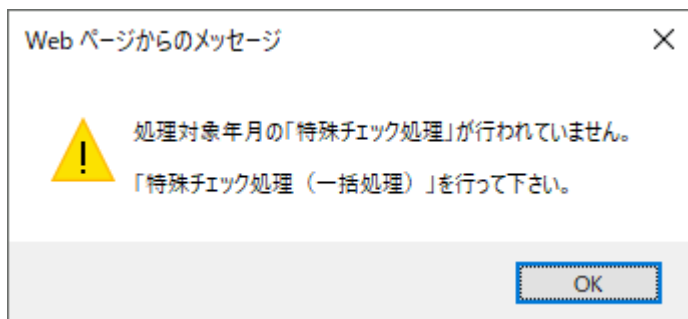 Web ページからのメッセージ
処理対象年月の「特殊チェック処理」が行われていません。
「特殊チェック処理（一括処理）」を行って下さい。
OK